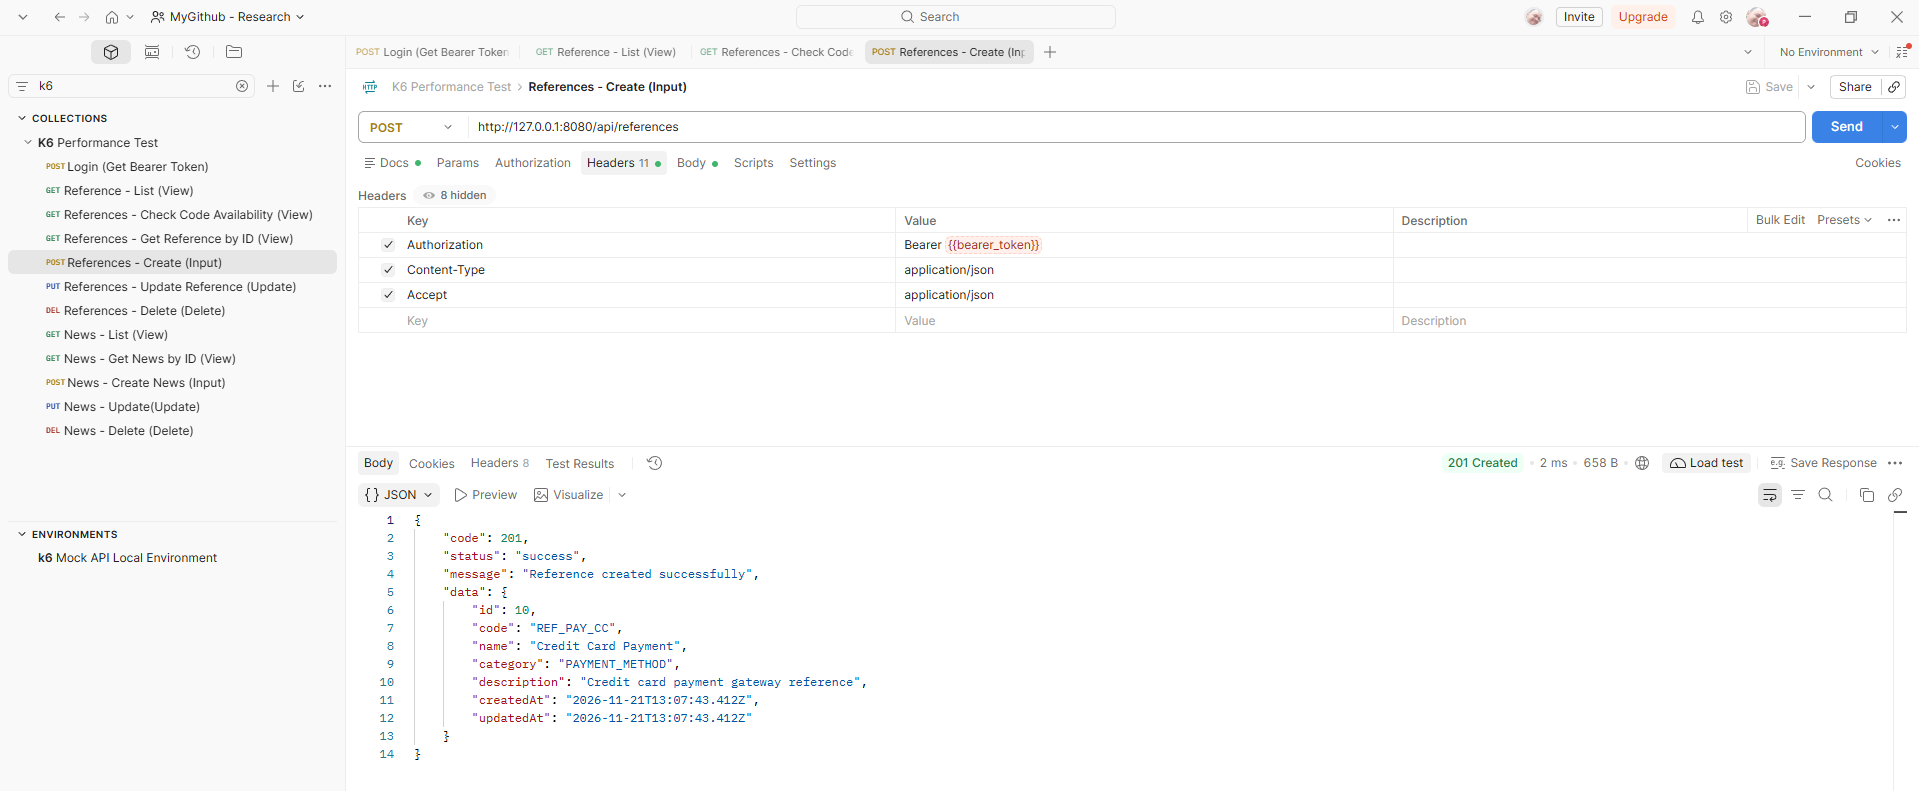 MyGithub - Research
Search
Invite
Upgrade
k6
POST Login (Get Bearer Token
GET Reference - List (View)
GET References - Check Code
POST References - Create (In
No Environment
COLLECTIONS
K6 Performance Test
POST Login (Get Bearer Token)
GET Reference - List (View)
GET References - Check Code Availability (View)
GET References - Get Reference by ID (View)
POST References - Create (Input)
PUT References - Update Reference (Update)
DEL References - Delete (Delete)
GET News - List (View)
GET News - Get News by ID (View)
POST News - Create News (Input)
PUT News - Update(Update)
DEL News - Delete (Delete)
ENVIRONMENTS
k6 Mock API Local Environment
HTTP K6 Performance Test > References - Create (Input)
Save
Share
POST http://127.0.0.1:8080/api/references
Send
Docs Params Authorization Headers 11 Body Scripts Settings
Cookies
Headers 8 hidden
Key Value Description Bulk Edit Presets
Authorization Bearer {{bearer_token}}
Content-Type application/json
Accept application/json
Key Value Description
Body Cookies Headers 8 Test Results
201 Created 2 ms 658 B Load test e.g. Save Response
{} JSON Preview Visualize
1 {
2 "code": 201,
3 "status": "success",
4 "message": "Reference created successfully",
5 "data": {
6 "id": 10,
7 "code": "REF_PAY_CC",
8 "name": "Credit Card Payment",
9 "category": "PAYMENT_METHOD",
10 "description": "Credit card payment gateway reference",
11 "createdAt": "2026-11-21T13:07:43.412Z",
12 "updatedAt": "2026-11-21T13:07:43.412Z"
13 }
14 }